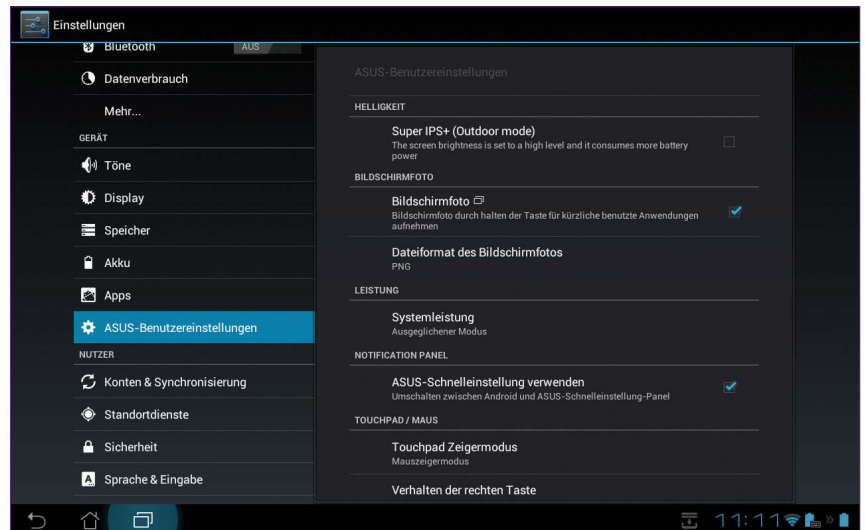 Einstellungen
Bluetooth
AUS
Datenverbrauch
Mehr...
GERÄT
Töne
Display
Speicher
Akku
Apps
ASUS-Benutzereinstellungen
NUTZER
Konten & Synchronisierung
Standortdienste
Sicherheit
A Sprache & Eingabe
ASUS-Benutzereinstellungen
HELLIGKEIT
Super IPS+ (Outdoor mode)
The screen brightness is set to a high level and it consumes more battery
power
BILDSCHIRMFOTO
Bildschirmfoto
Bildschirmfoto durch halten der Taste für kürzliche benutzte Anwendungen
aufnehmen
Dateiformat des Bildschirmfotos
PNG
LEISTUNG
Systemleistung
Ausgeglichener Modus
NOTIFICATION PANEL
ASUS-Schnelleinstellung verwenden
Umschalten zwischen Android und ASUS-Schnelleinstellung-Panel
TOUCHPAD / MAUS
Touchpad Zeigermodus
Mauszeigermodus
Verhalten der rechten Taste
11:11